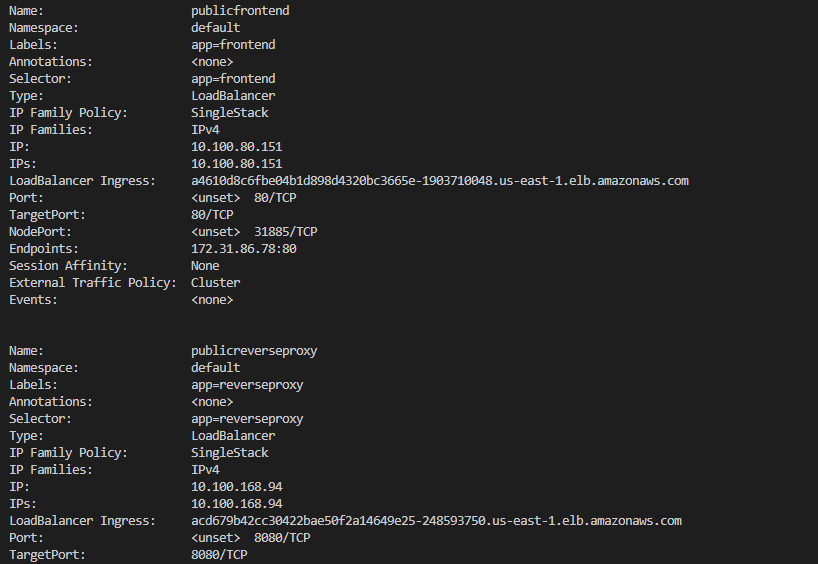 Name: publicfrontend
Namespace: default
Labels: app=frontend
Annotations: <none>
Selector: app=frontend
Type: LoadBalancer
IP Family Policy: SingleStack
IP Families: IPv4
IP: 10.100.80.151
IPs: 10.100.80.151
LoadBalancer Ingress: a4610d8c6fbe04b1d898d4320bc3665e-1903710048.us-east-1.elb.amazonaws.com
Port: <unset> 80/TCP
TargetPort: 80/TCP
NodePort: <unset> 31885/TCP
Endpoints: 172.31.86.78:80
Session Affinity: None
External Traffic Policy: Cluster
Events: <none>
Name: publicreverseproxy
Namespace: default
Labels: app=reverseproxy
Annotations: <none>
Selector: app=reverseproxy
Type: LoadBalancer
IP Family Policy: SingleStack
IP Families: IPv4
IP: 10.100.168.94
IPs: 10.100.168.94
LoadBalancer Ingress: acd679b42cc30422bae50f2a14649e25-248593750.us-east-1.elb.amazonaws.com
Port: <unset> 8080/TCP
TargetPort: 8080/TCP